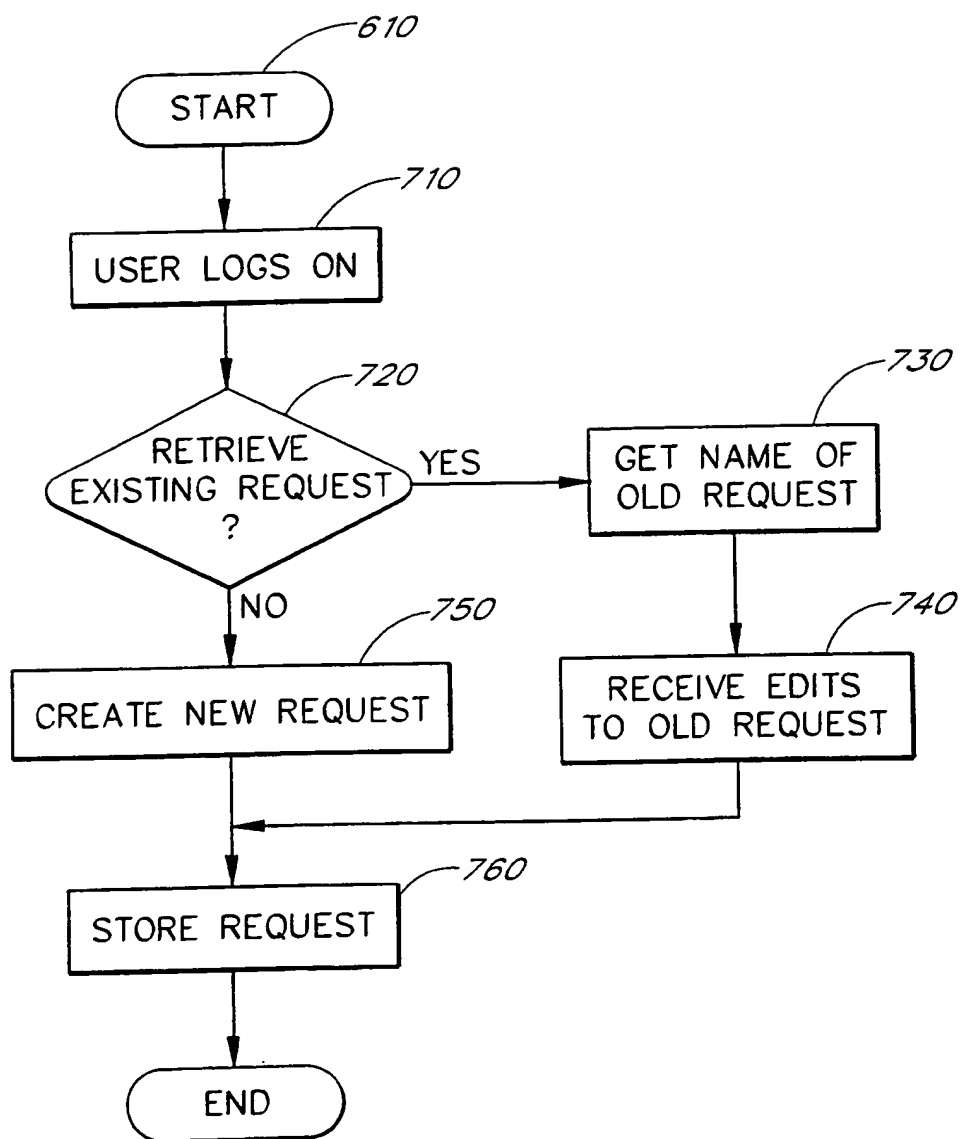 610
START
710
USER LOGS ON
720
RETRIEVE
EXISTING REQUEST
?
YES
730
GET NAME OF
OLD REQUEST
NO
750
CREATE NEW REQUEST
740
RECEIVE EDITS
TO OLD REQUEST
760
STORE REQUEST
END